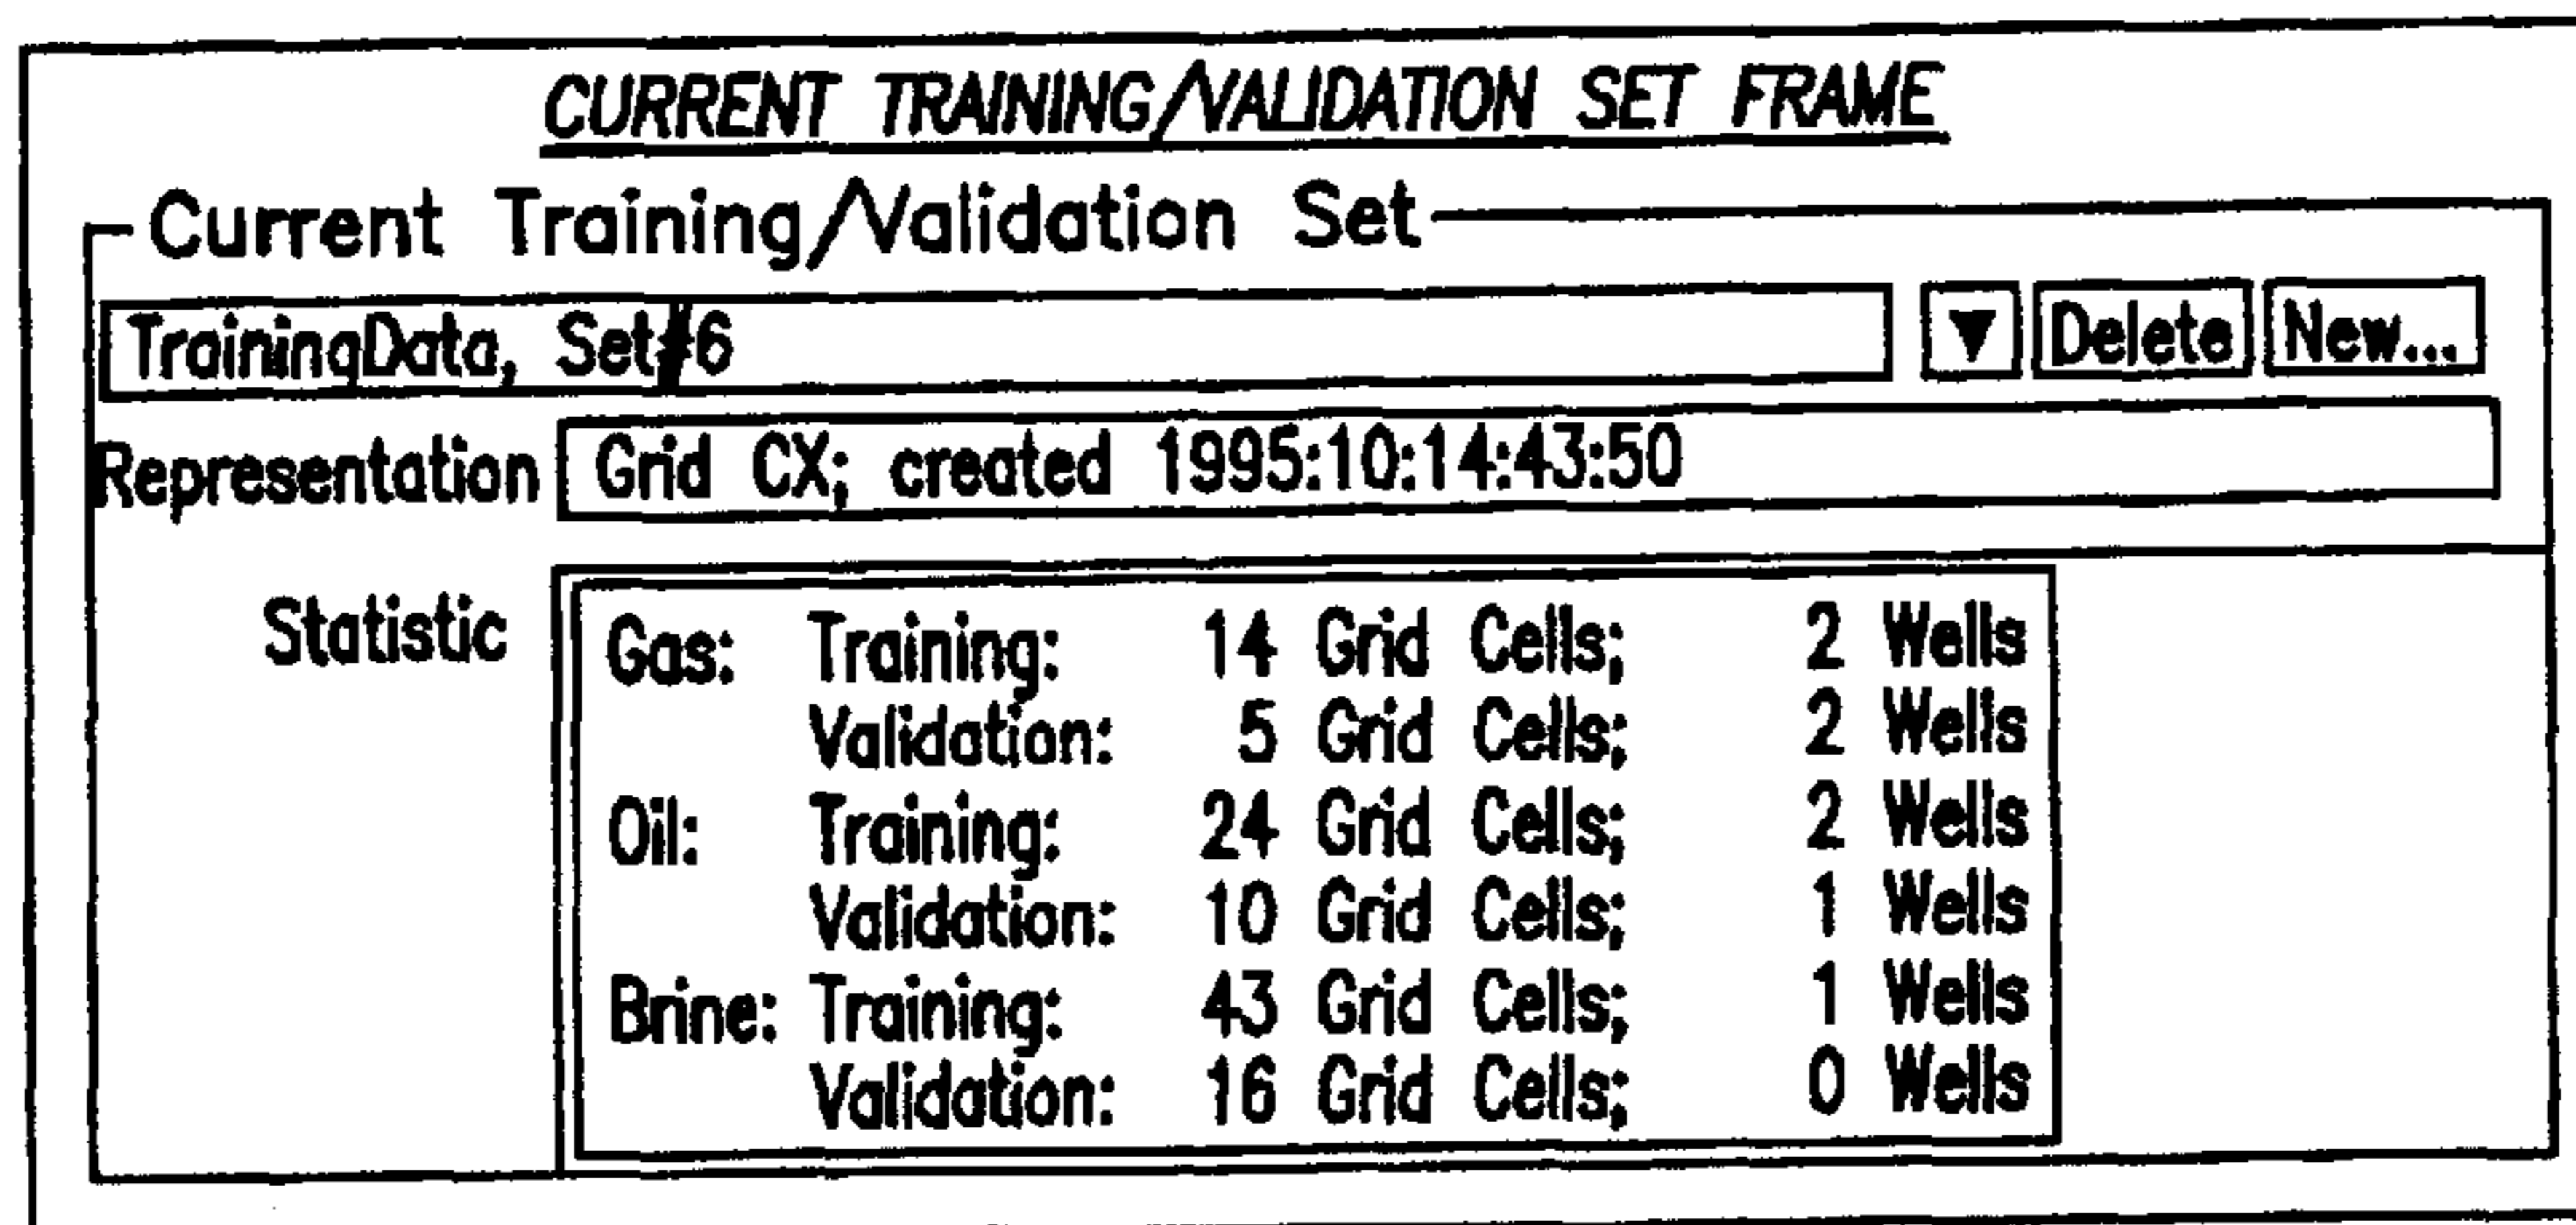 CURRENT TRAINING/VALIDATION SET FRAME
Current Training/Validation Set
TrainingData, Set#6 ▼ Delete New...
Representation Grid CX; created 1995:10:14:43:50
Statistic Gas: Training: 14 Grid Cells; 2 Wells
Validation: 5 Grid Cells; 2 Wells
Oil: Training: 24 Grid Cells; 2 Wells
Validation: 10 Grid Cells; 1 Wells
Brine: Training: 43 Grid Cells; 1 Wells
Validation: 16 Grid Cells; 0 Wells